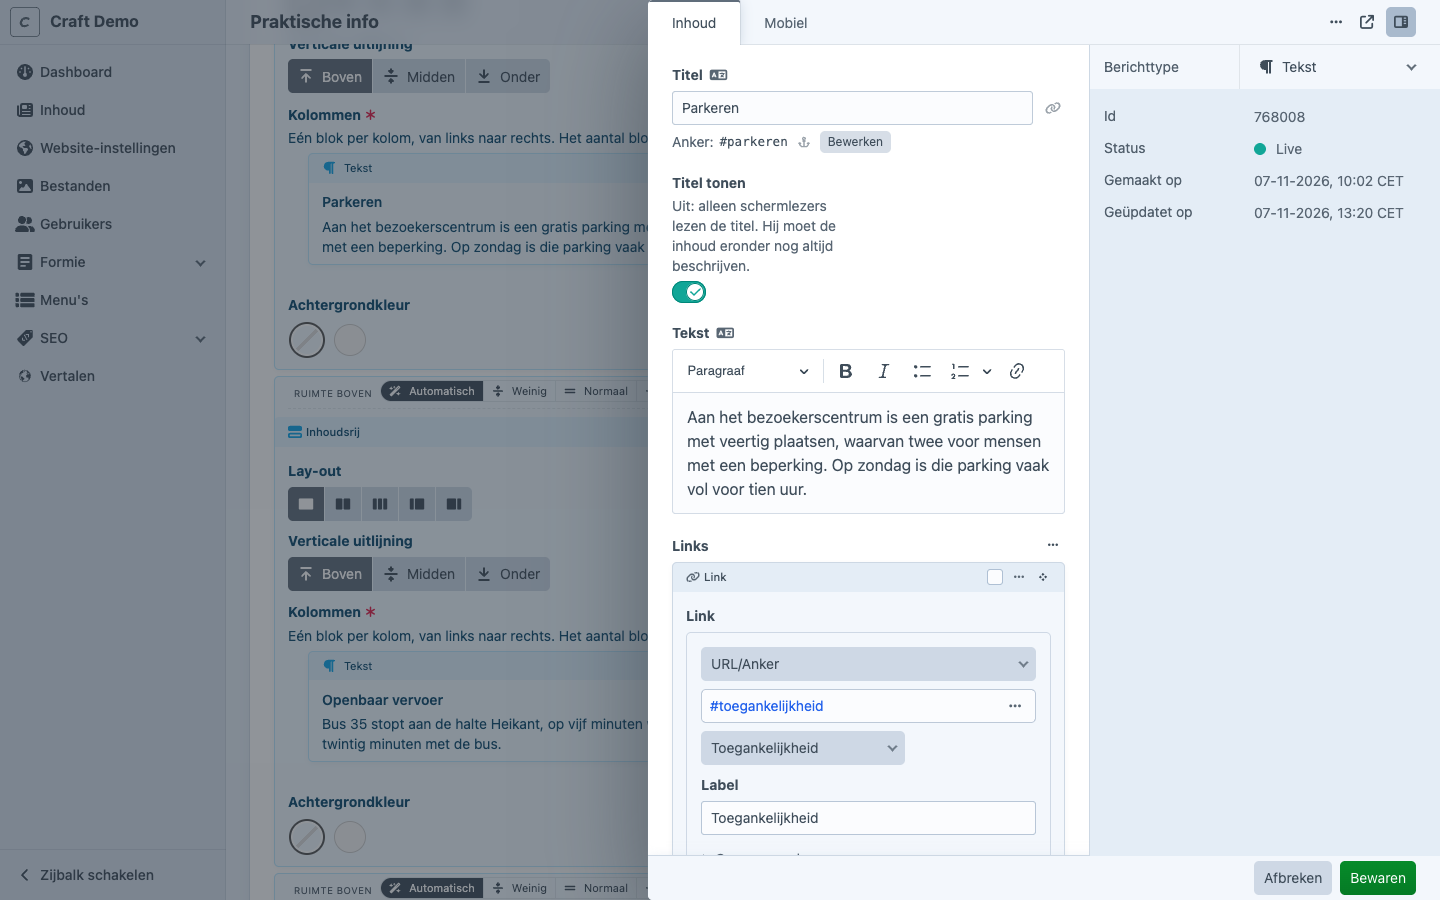 C
Craft Demo
Dashboard
Inhoud
Website-instellingen
Bestanden
Gebruikers
Formie
Menu's
SEO
Vertalen
Zijbalk schakelen
Praktische info
Verticale uitlijning
Boven
Midden
Onder
Kolommen *
Eén blok per kolom, van links naar rechts. Het aantal blo
Tekst
Parkeren
Aan het bezoekerscentrum is een gratis parking m
met een beperking. Op zondag is die parking vaak
Achtergrondkleur
RUIMTE BOVEN
Automatisch
Weinig
Normaal
Inhoudsrij
Lay-out
Verticale uitlijning
Boven
Midden
Onder
Kolommen *
Eén blok per kolom, van links naar rechts. Het aantal blo
Tekst
Openbaar vervoer
Bus 35 stopt aan de halte Heikant, op vijf minuten
twintig minuten met de bus.
Achtergrondkleur
RUIMTE BOVEN
Automatisch
Weinig
Normaal
Inhoud
Mobiel
Titel
Parkeren
Anker: #parkeren
Bewerken
Titel tonen
Uit: alleen schermlezers
lezen de titel. Hij moet de
inhoud eronder nog altijd
beschrijven.
Tekst
Paragraaf
B I
Aan het bezoekerscentrum is een gratis parking
met veertig plaatsen, waarvan twee voor mensen
met een beperking. Op zondag is die parking vaak
vol voor tien uur.
Links
Link
Link
URL/Anker
#toegankelijkheid
Toegankelijkheid
Label
Toegankelijkheid
Berichttype
Tekst
Id
768008
Status
Live
Gemaakt op
07-11-2026, 10:02 CET
Geüpdatet op
07-11-2026, 13:20 CET
Afbreken
Bewaren